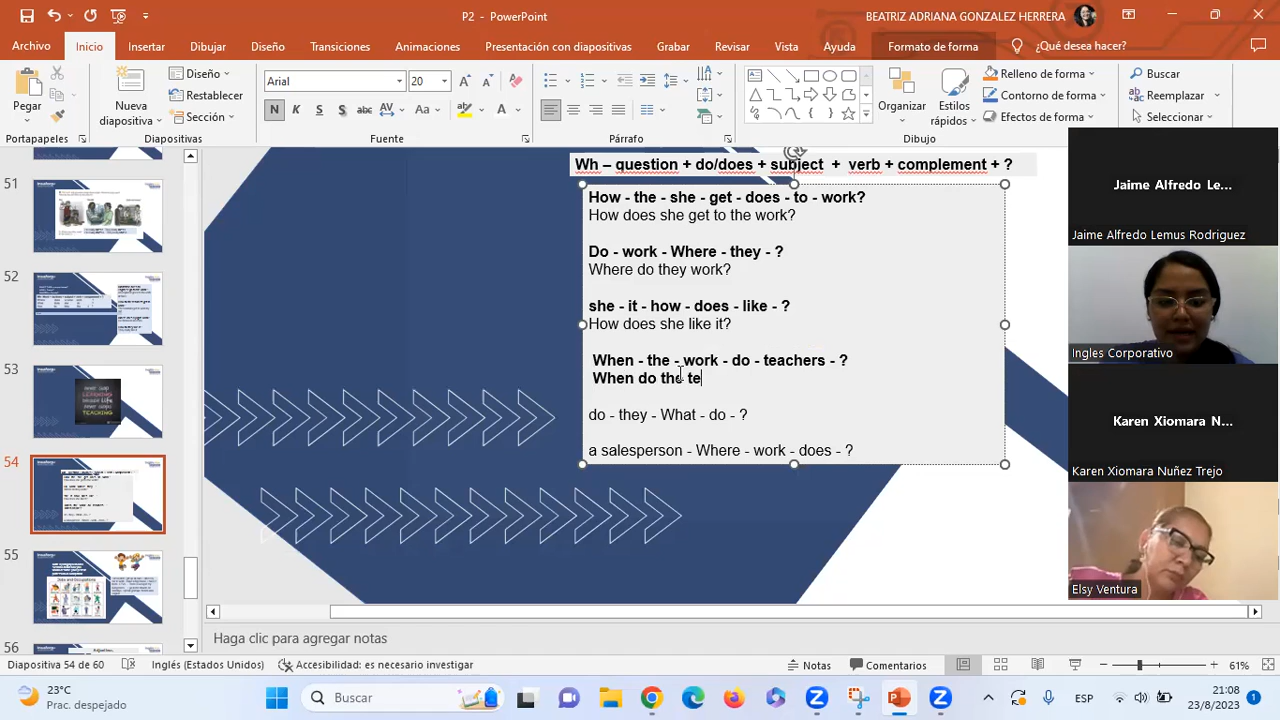 P2 - PowerPoint
BEATRIZ ADRIANA GONZALEZ HERRERA
Archivo Inicio Insertar Dibujar Diseño Transiciones Animaciones Presentación con diapositivas Grabar Revisar Vista Ayuda Formato de forma ¿Qué desea hacer?
Pegar
Nueva diapositiva
Diseño
Restablecer
Sección
Arial 20
N K S abc AV Aa A
Organizar
Estilos rápidos
Relleno de forma
Contorno de forma
Efectos de forma
Buscar
Reemplazar
Seleccionar
Portapapeles Diapositivas Fuente Párrafo Dibujo
51
52
53
54
55
56
Wh – question + do/does + subject + verb + complement + ?
How - the - she - get - does - to - work?
How does she get to the work?
Do - work - Where - they - ?
Where do they work?
she - it - how - does - like - ?
How does she like it?
When - the - work - do - teachers - ?
When do the te
do - they - What - do - ?
a salesperson - Where - work - does - ?
Jaime Alfredo Le...
Jaime Alfredo Lemus Rodriguez
Ingles Corporativo
Karen Xiomara N...
Karen Xiomara Nuñez Trejo
Elsy Ventura
Haga clic para agregar notas
Diapositiva 54 de 60 Inglés (Estados Unidos) Accesibilidad: es necesario investigar Notas Comentarios 61%
23°C
Prac. despejado
Buscar
ESP
21:08
23/8/2023